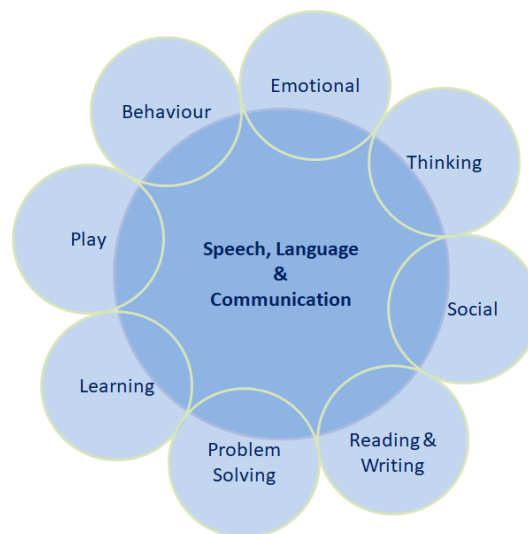 Emotional
Behaviour
Thinking
Play
Speech, Language
&
Communication
Social
Learning
Problem
Solving
Reading & 
Writing